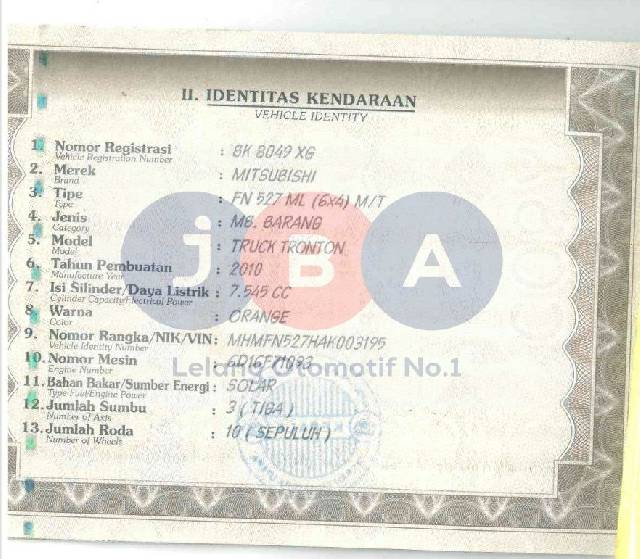 II. IDENTITAS KENDARAAN
VEHICLE IDENTITY
1. Nomor Registrasi : BK 8049 XG
Vehicle Registration Number
2. Merek : MITSUBISHI
Brand
3. Tipe : FN 527 ML (6x4) M/T
Type
4. Jenis : MB. BARANG
Category
5. Model : TRUCK TRONTON
Model
6. Tahun Pembuatan : 2010
Manufacture Year
7. Isi Silinder/Daya Listrik : 7.545 CC
Cylinder Capacity/Electrical Power
8. Warna : ORANGE
Color
9. Nomor Rangka/NIK/VIN : MHMFN527HAK003195
Vehicle Identity Number
10. Nomor Mesin :
Engine Number
11. Bahan Bakar/Sumber Energi : SOLAR
Type Fuel/Engine Power
12. Jumlah Sumbu : 3 ( TIGA )
Number of Axis
13. Jumlah Roda : 10 ( SEPULUH )
Number of Wheels
JBA
Lelong Otomotif No.1